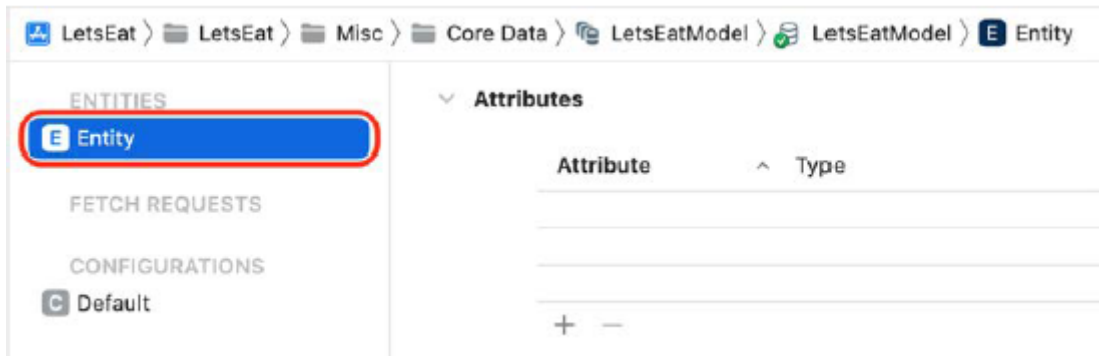 LetsEat 〉 LetsEat 〉 Misc 〉 Core Data 〉 LetsEatModel 〉 LetsEatModel 〉 E Entity
ENTITIES
E Entity
FETCH REQUESTS
CONFIGURATIONS
C Default
Attributes
Attribute Type
+ −